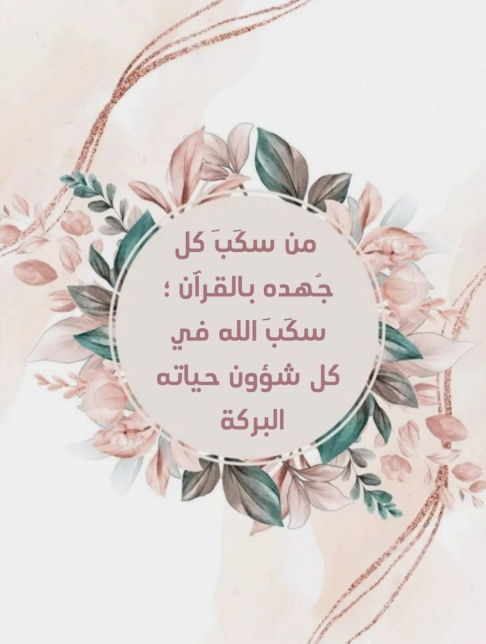 من سكَبَ كل
جُهده بالقرآن ؛
سكَبَ الله في
كل شؤون حياته
البركة